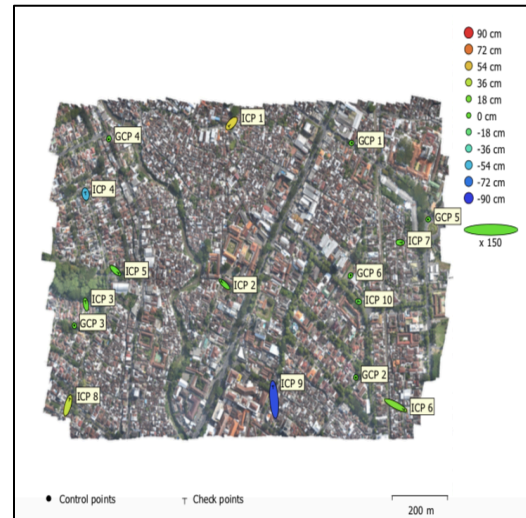 90 cm
72 cm
54 cm
36 cm
18 cm
0 cm
-18 cm
-36 cm
-54 cm
-72 cm
-90 cm
x 150
ICP 1
GCP 4
GCP 1
ICP 4
GCP 5
ICP 7
ICP 5
GCP 6
ICP 2
ICP 3
ICP 10
GCP 3
GCP 2
ICP 9
ICP 8
ICP 6
Control points
Check points
200 m